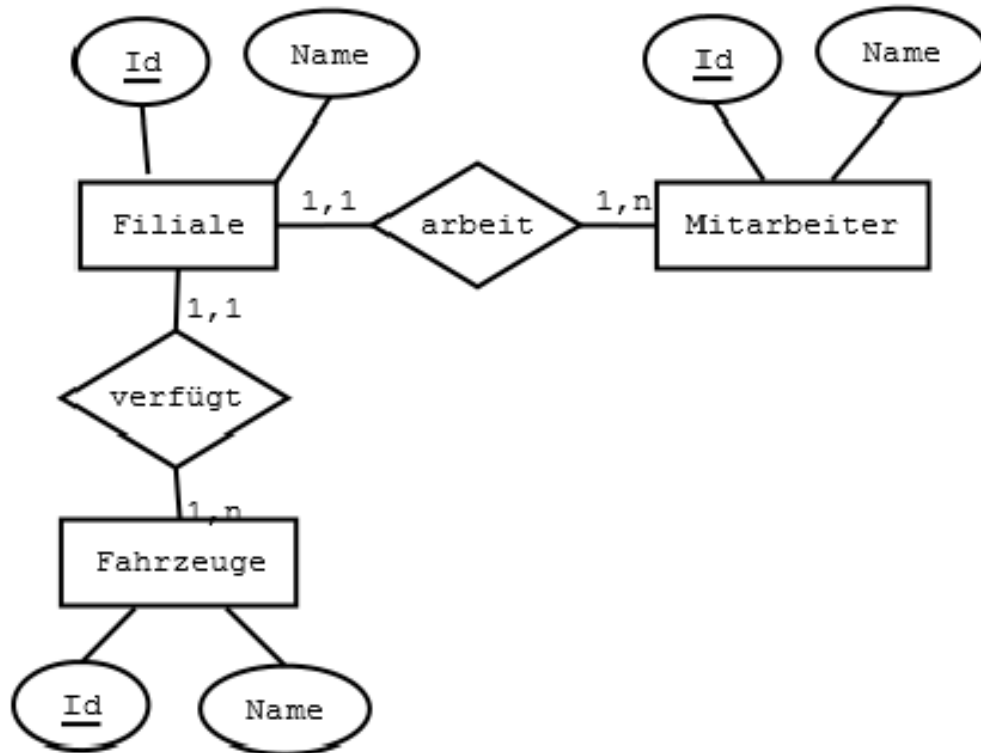 Id
Name
Id
Name
Filiale
1,1
arbeit
1,n
Mitarbeiter
1,1
verfügt
1,n
Fahrzeuge
Id
Name